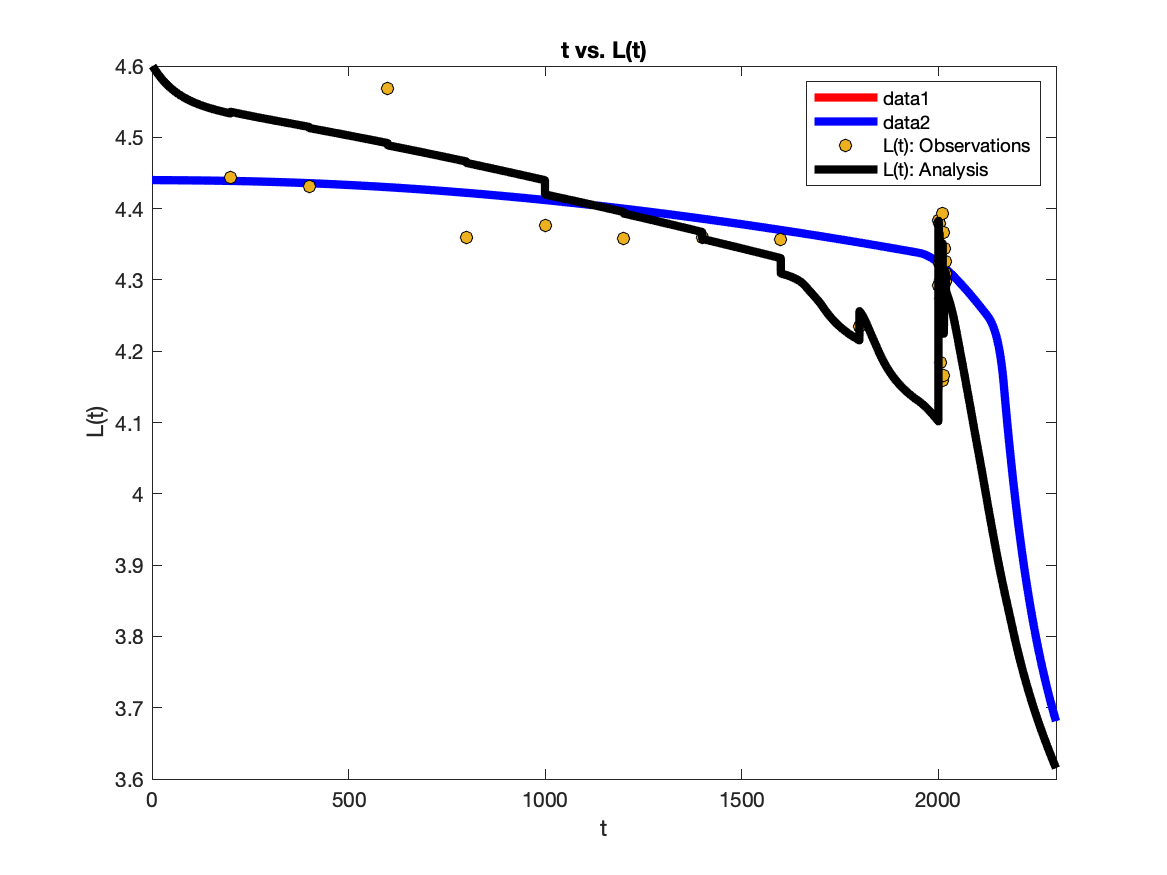 t vs. L(t)
4.6
4.5
4.4
4.3
4.2
4.1
4
3.9
3.8
3.7
3.6
L(t)
data1
data2
L(t): Observations
L(t): Analysis
0 500 1000 1500 2000
t